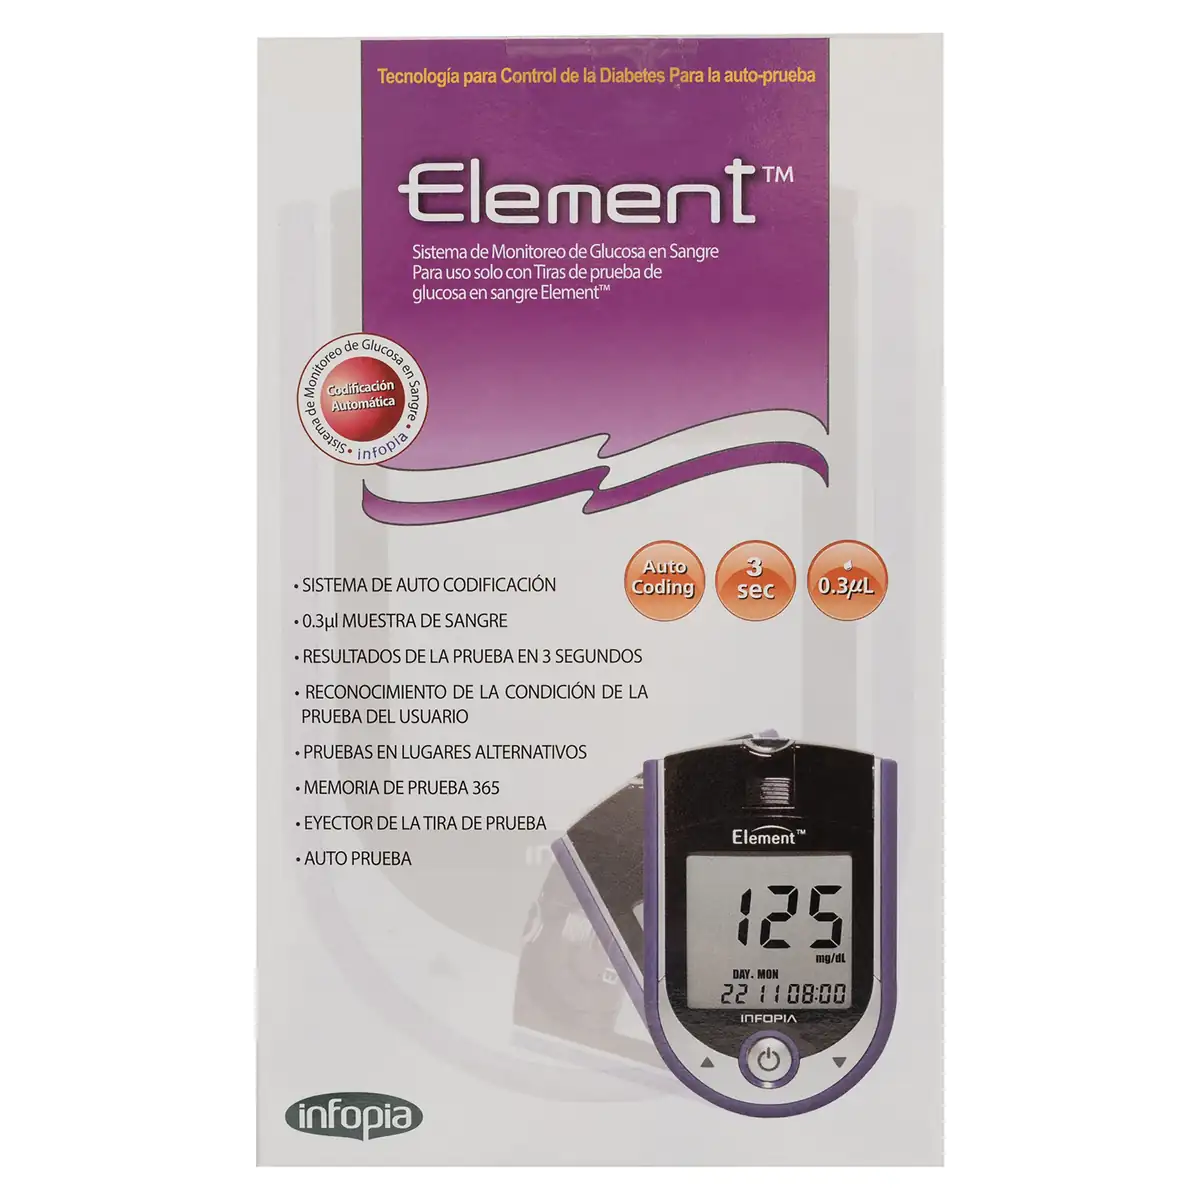 Tecnología para Control de la Diabetes Para la auto-prueba
Element™
Sistema de Monitoreo de Glucosa en Sangre
Para uso solo con Tiras de prueba de
glucosa en sangre Element™
Sistema de Monitoreo de Glucosa en Sangre
• infopia •
Codificación
Automática
Auto
Coding
3
sec
0.3µL
• SISTEMA DE AUTO CODIFICACIÓN
• 0.3µl MUESTRA DE SANGRE
• RESULTADOS DE LA PRUEBA EN 3 SEGUNDOS
• RECONOCIMIENTO DE LA CONDICIÓN DE LA
PRUEBA DEL USUARIO
• PRUEBAS EN LUGARES ALTERNATIVOS
• MEMORIA DE PRUEBA 365
• EYECTOR DE LA TIRA DE PRUEBA
• AUTO PRUEBA
Element™
125
mg/dL
DAY. MON
22 11 08:00
INFOPIA
infopia